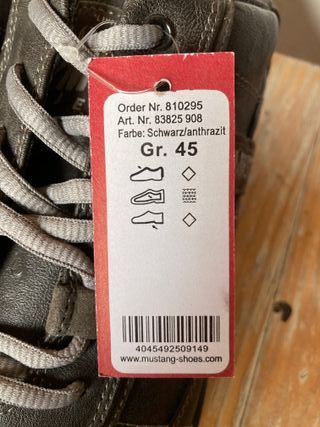 Order Nr. 810295
Art. Nr. 83825 908
Farbe: Schwarz/anthrazit
Gr. 45
4045492509149
www.mustang-shoes.com